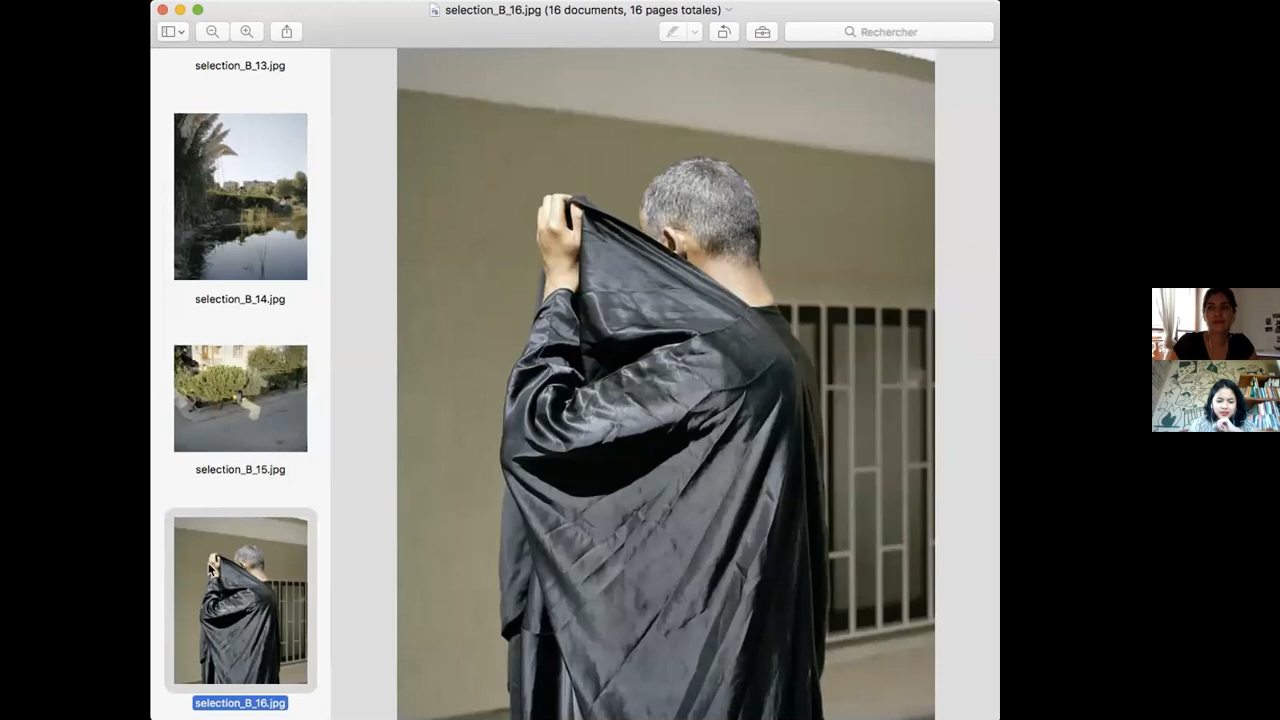 selection_B_16.jpg (16 documents, 16 pages totales)
Rechercher
selection_B_13.jpg
selection_B_14.jpg
selection_B_15.jpg
selection_B_16.jpg